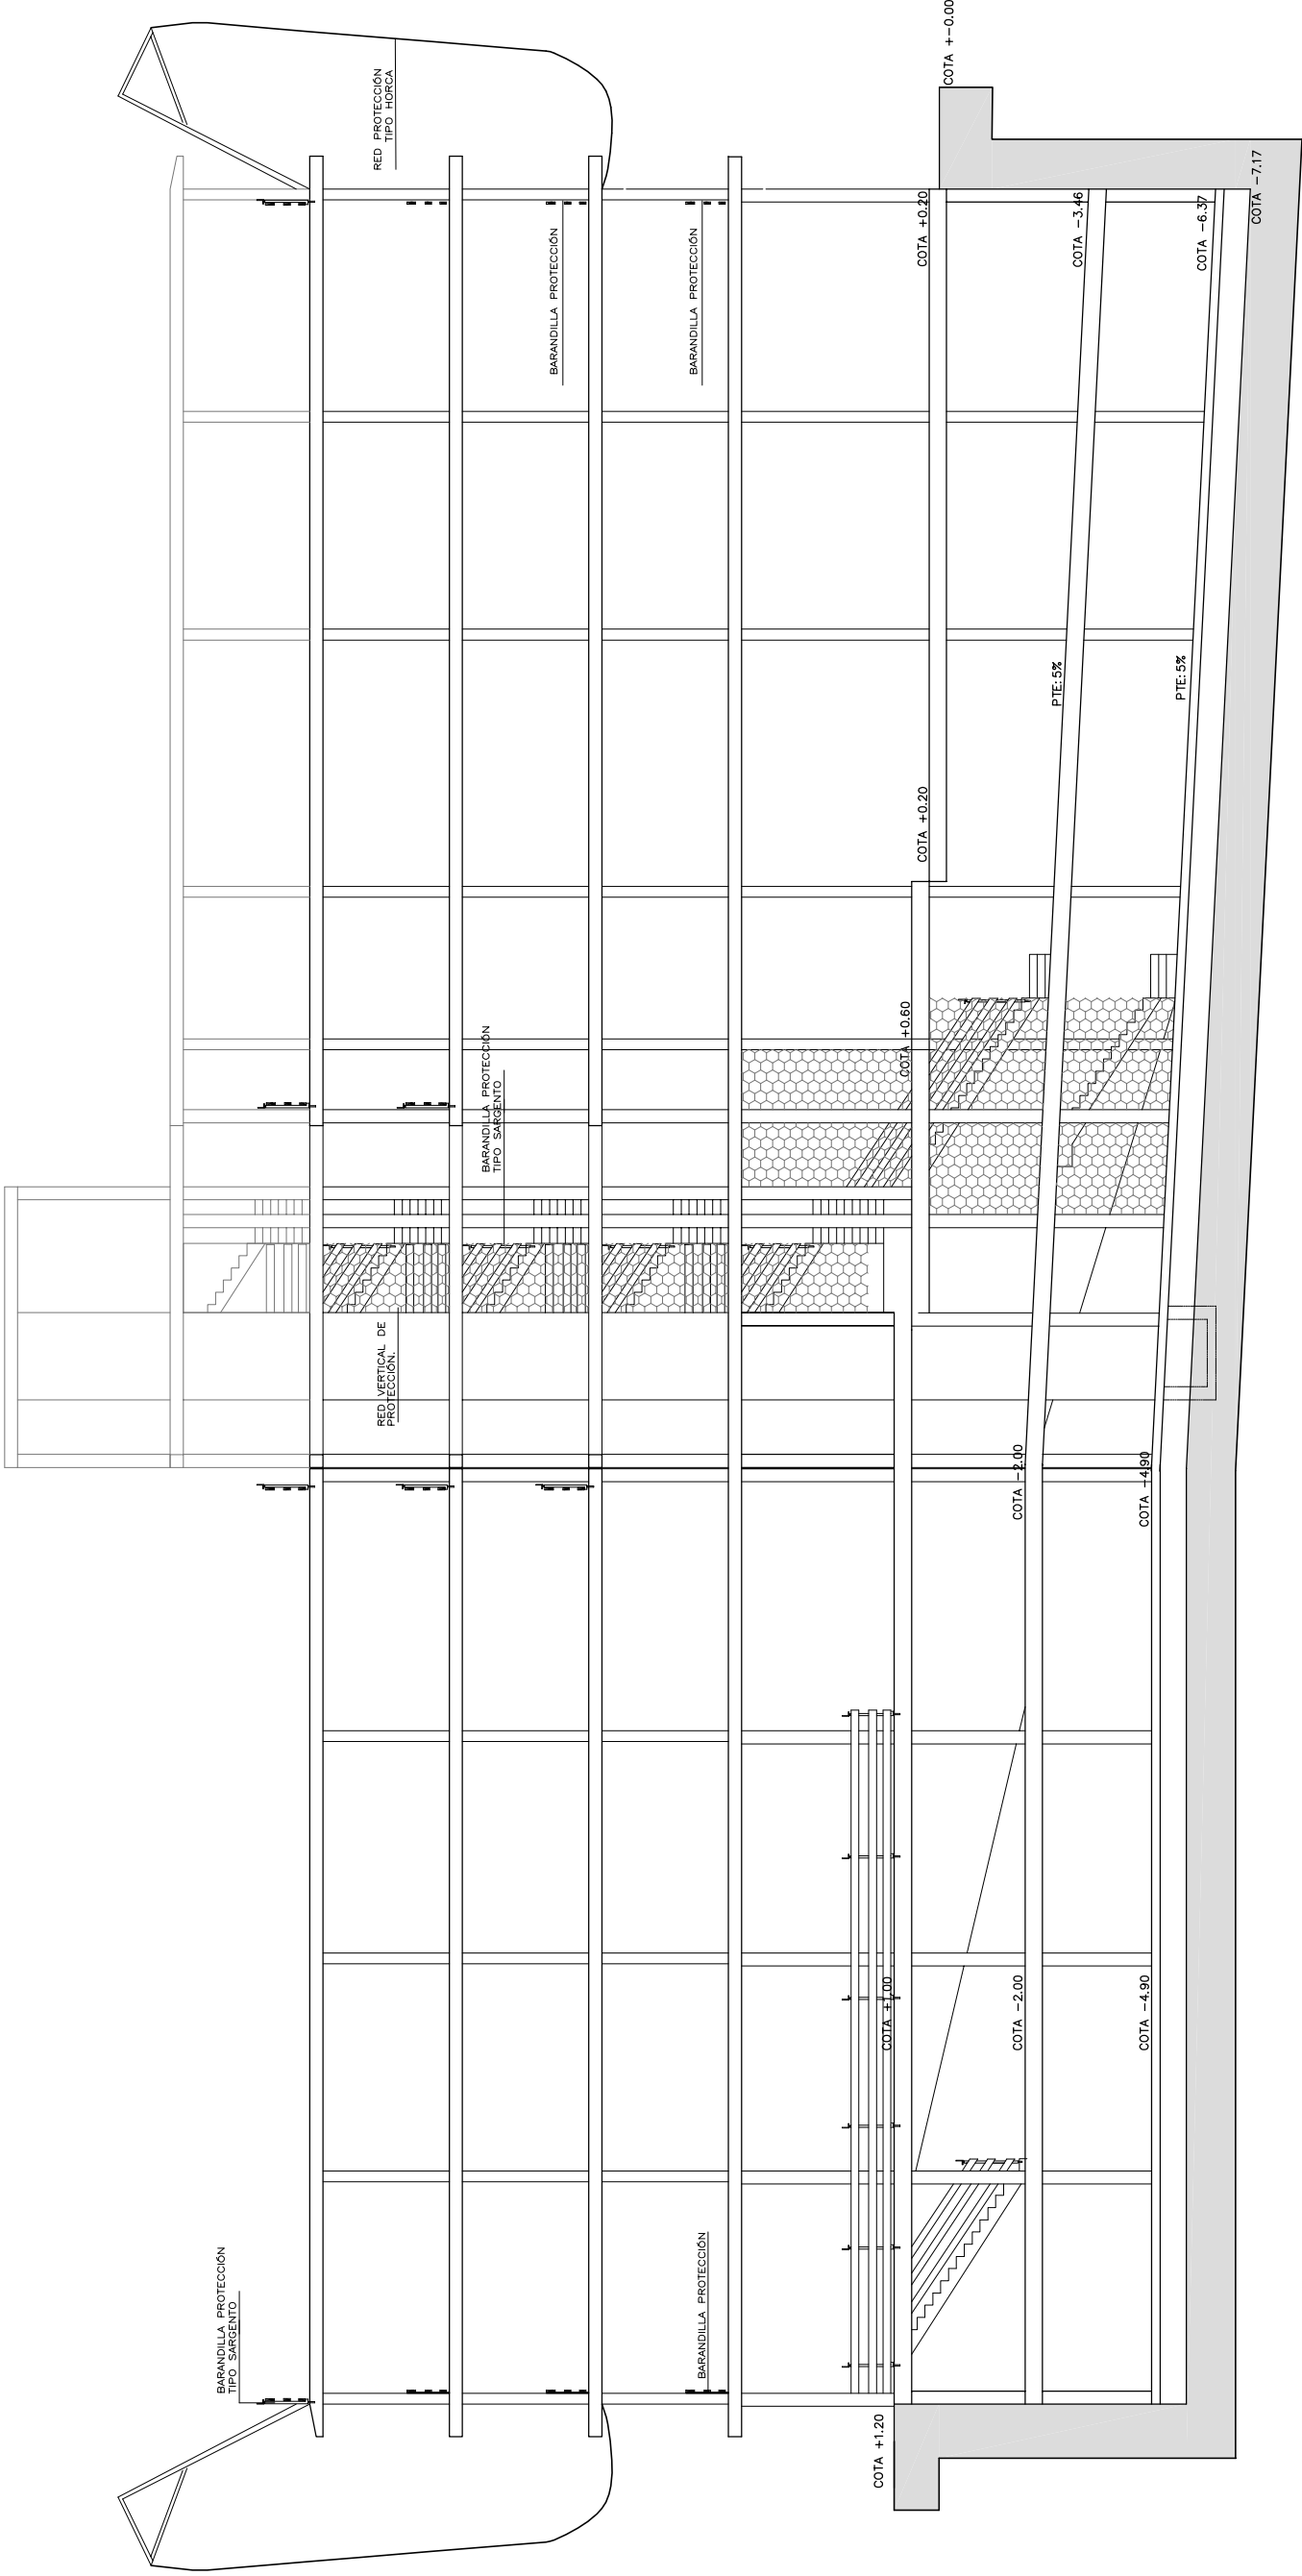 BARANDILLA PROTECCIÓN
TIPO SARGENTO
RED VERTICAL DE
PROTECCIÓN.
RED PROTECCIÓN
TIPO HORCA
BARANDILLA PROTECCIÓN
TIPO SARGENTO
BARANDILLA PROTECCIÓN
BARANDILLA PROTECCIÓN
BARANDILLA PROTECCIÓN
COTA +1.20
COTA +1.00
COTA +0.60
COTA +0.20
COTA +0.20
COTA +-0.00
COTA -2.00
COTA -2.00
PTE:5%
COTA -3.46
COTA -4.90
COTA -4.90
PTE:5%
COTA -6.37
COTA -7.17